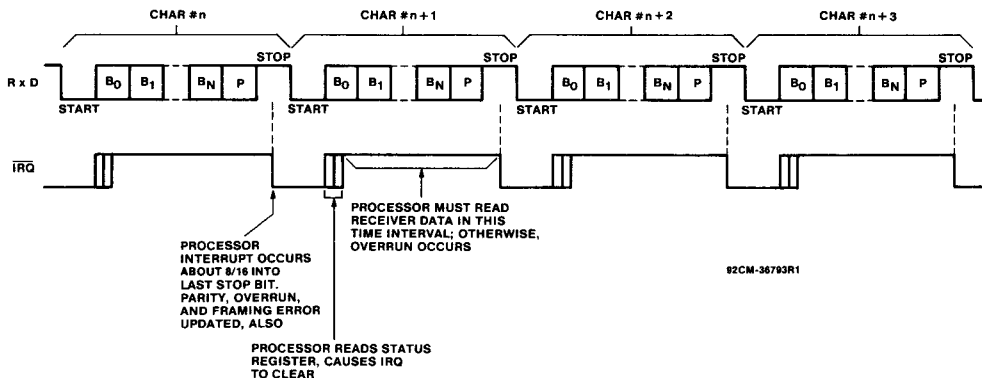 CHAR #n CHAR #n + 1 CHAR #n + 2 CHAR #n + 3
STOP STOP STOP STOP
R x D B0 B1 BN P B0 B1 BN P B0 B1 BN P B0 B1 BN P
START START START START
IRQ
PROCESSOR
INTERRUPT OCCURS
ABOUT 8/16 INTO
LAST STOP BIT.
PARITY, OVERRUN,
AND FRAMING ERROR
UPDATED, ALSO
PROCESSOR READS STATUS
REGISTER, CAUSES IRQ
TO CLEAR
PROCESSOR MUST READ
RECEIVER DATA IN THIS
TIME INTERVAL; OTHERWISE,
OVERRUN OCCURS
92CM-36793R1